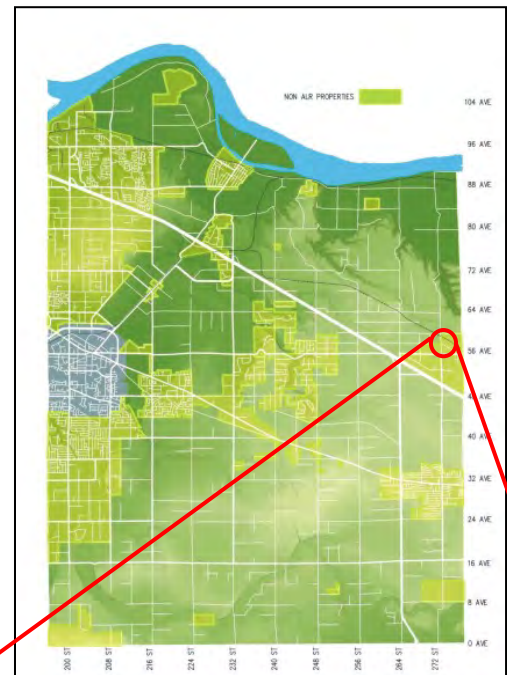 NON ALR PROPERTIES
104 AVE
96 AVE
88 AVE
80 AVE
72 AVE
64 AVE
56 AVE
48 AVE
40 AVE
32 AVE
24 AVE
16 AVE
8 AVE
0 AVE
200 ST
208 ST
216 ST
224 ST
232 ST
240 ST
248 ST
256 ST
264 ST
272 ST